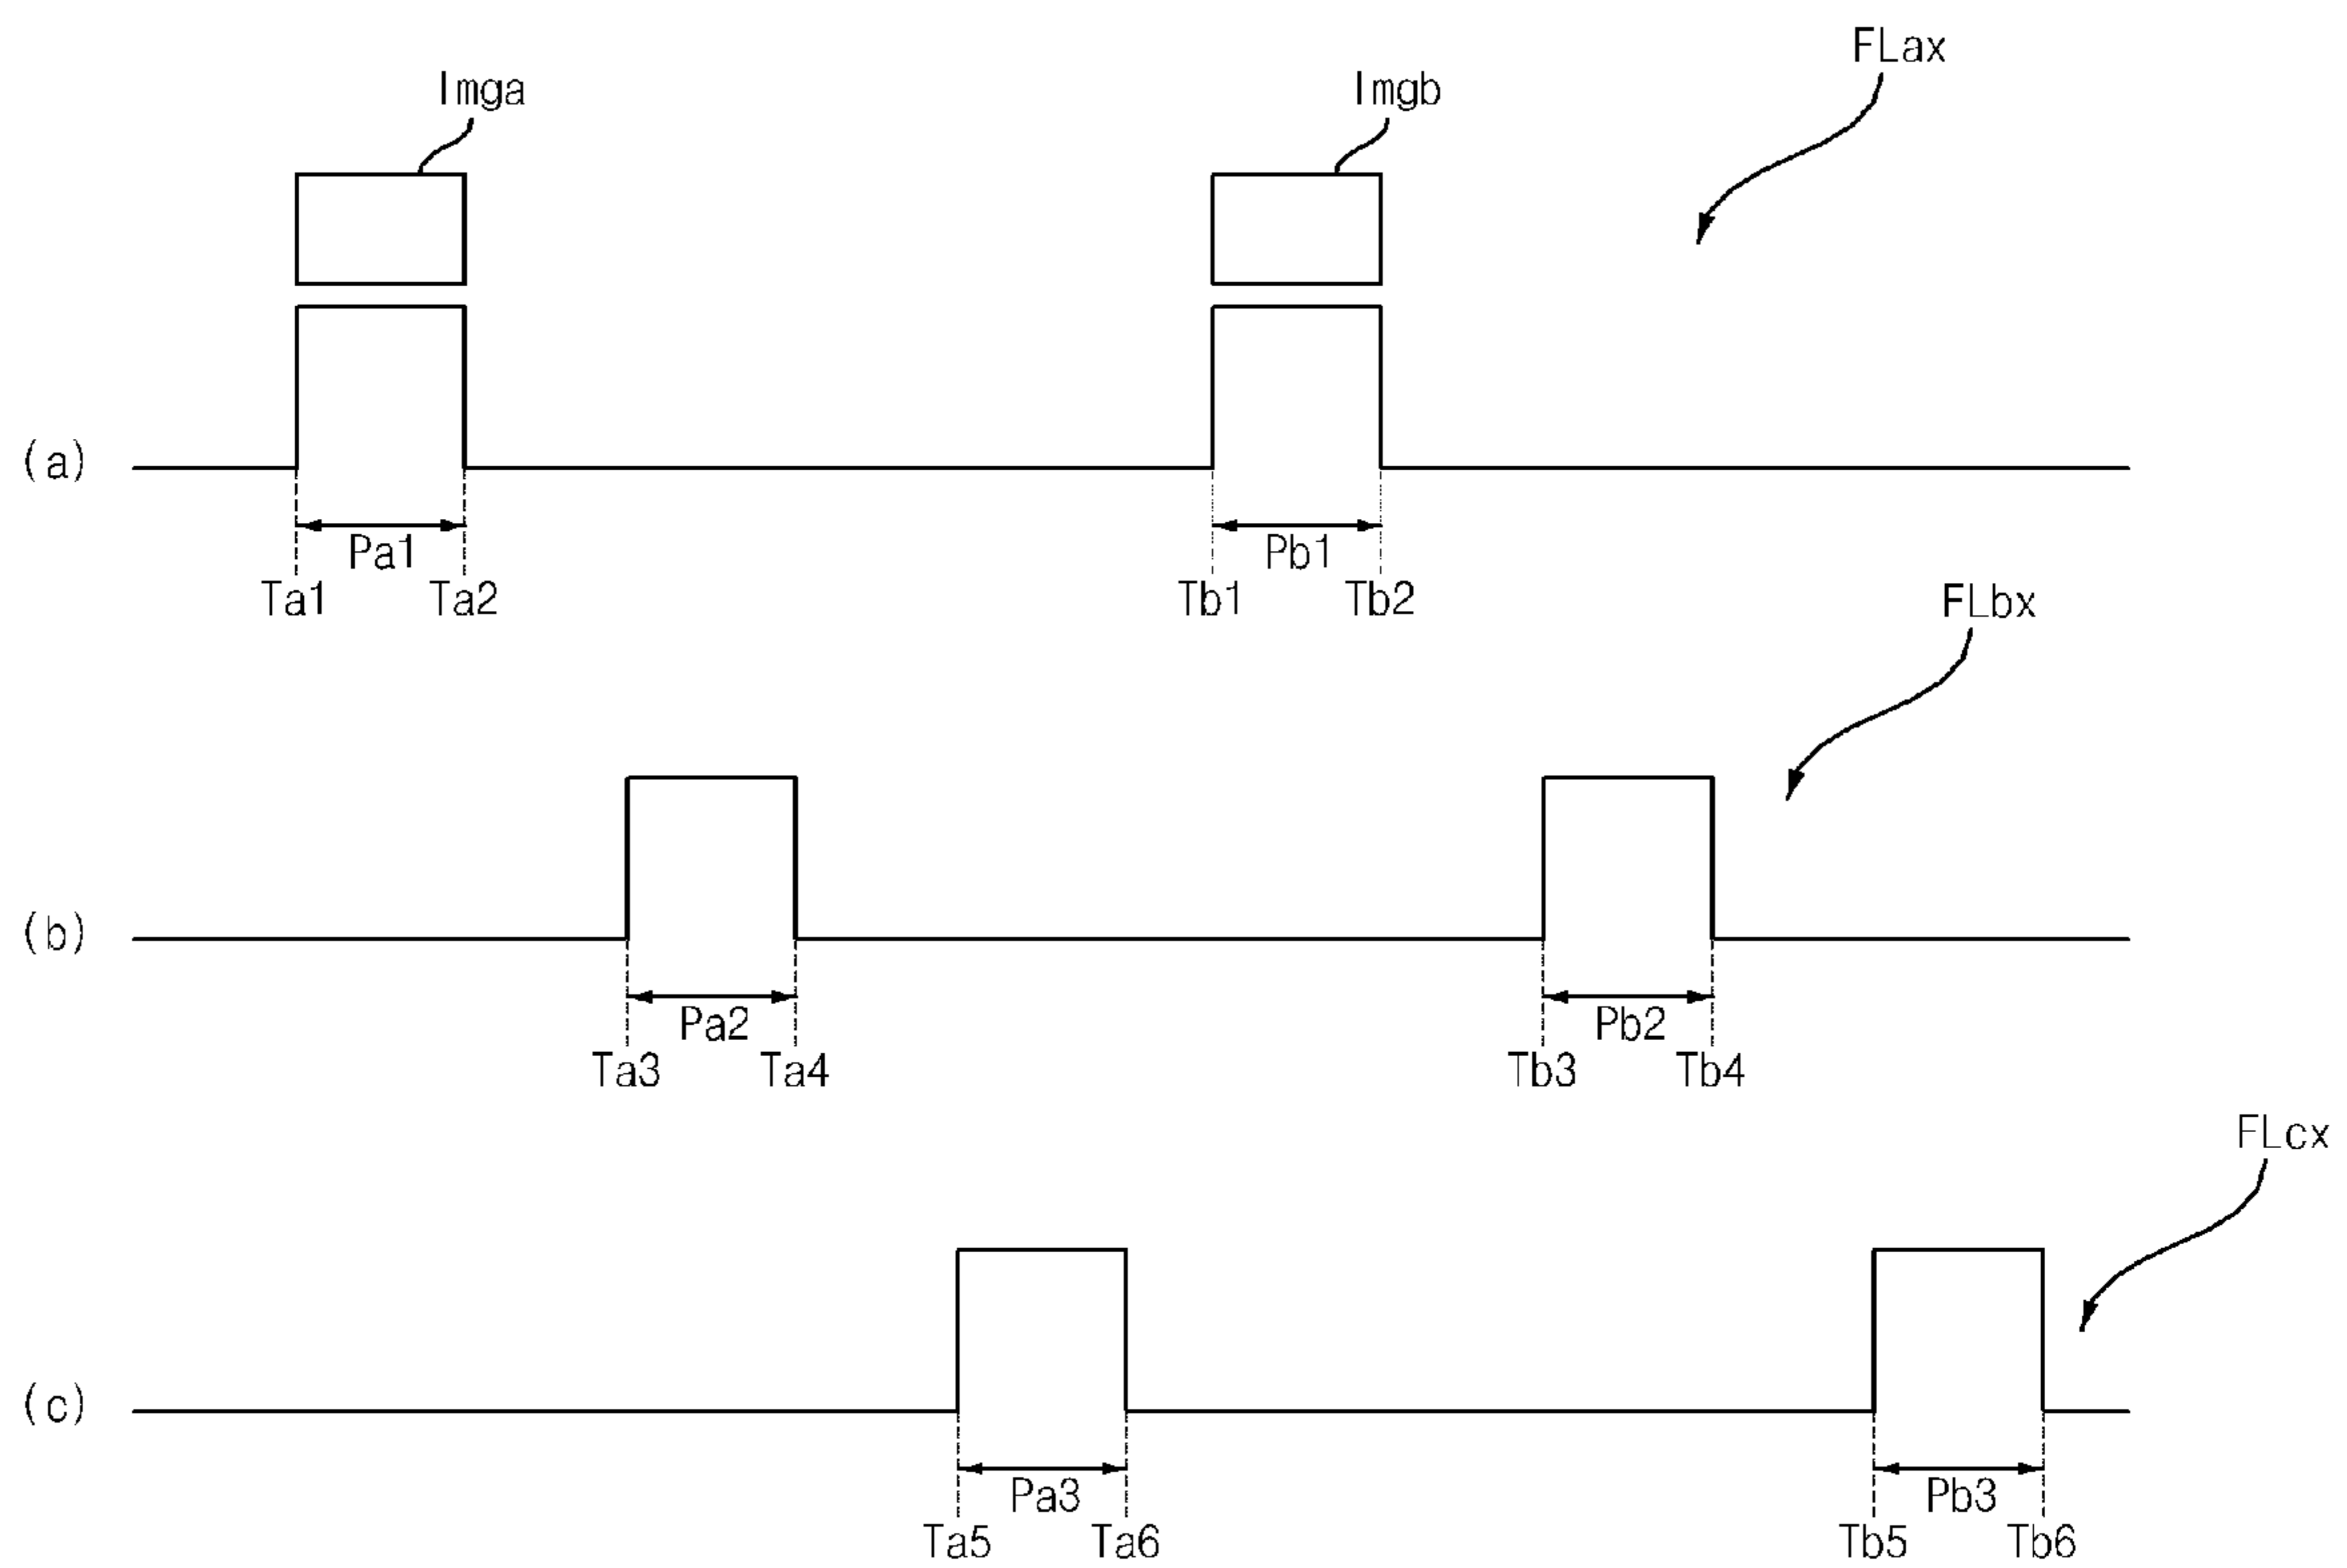 FLax
Imga Imgb
(a)
Pa1 Pb1
Ta1 Ta2 Tb1 Tb2
FLbx
(b)
Pa2 Pb2
Ta3 Ta4 Tb3 Tb4
FLcx
(c)
Pa3 Pb3
Ta5 Ta6 Tb5 Tb6